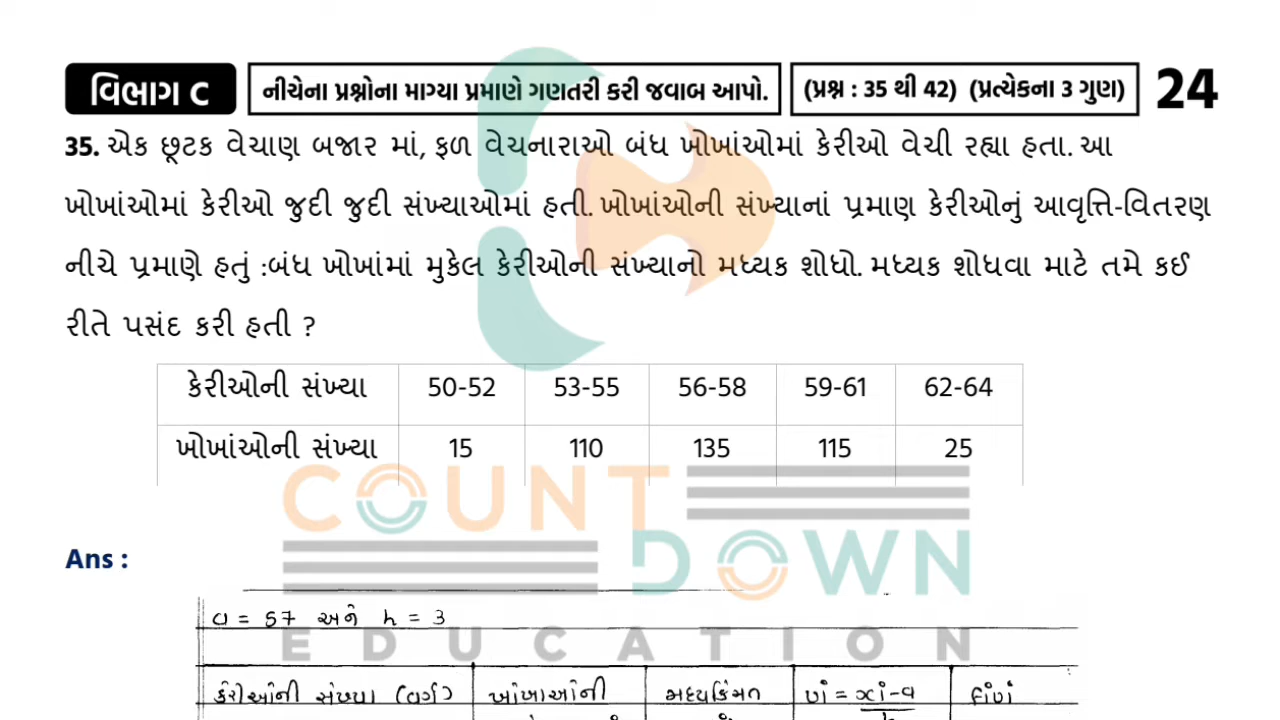 વિભાગ C નીચેના પ્રશ્નોના માગ્યા પ્રમાણે ગણતરી કરી જવાબ આપો. (પ્રશ્ન : 35 થી 42) (પ્રત્યેકના 3 ગુણ) 24
35. એક છૂટક વેચાણ બજાર માં, ફળ વેચનારાઓ બંધ ખોખાંઓમાં કેરીઓ વેચી રહ્યા હતા. આ
ખોખાંઓમાં કેરીઓ જુદી જુદી સંખ્યાઓમાં હતી. ખોખાંઓની સંખ્યાનાં પ્રમાણ કેરીઓનું આવૃત્તિ-વિતરણ
નીચે પ્રમાણે હતું :બંધ ખોખાંમાં મુકેલ કેરીઓની સંખ્યાનો મધ્યક શોધો. મધ્યક શોધવા માટે તમે કઈ
રીતે પસંદ કરી હતી ?
કેરીઓની સંખ્યા 50-52 53-55 56-58 59-61 62-64
ખોખાંઓની સંખ્યા 15 110 135 115 25
COUNT
DOWN
Ans :
a = 57 અને h = 3
EDUCATION
કેરીઓની સંખ્યા (વર્ગ) ખોખાઓની મધ્યકિંમત ui = xi-a fiui